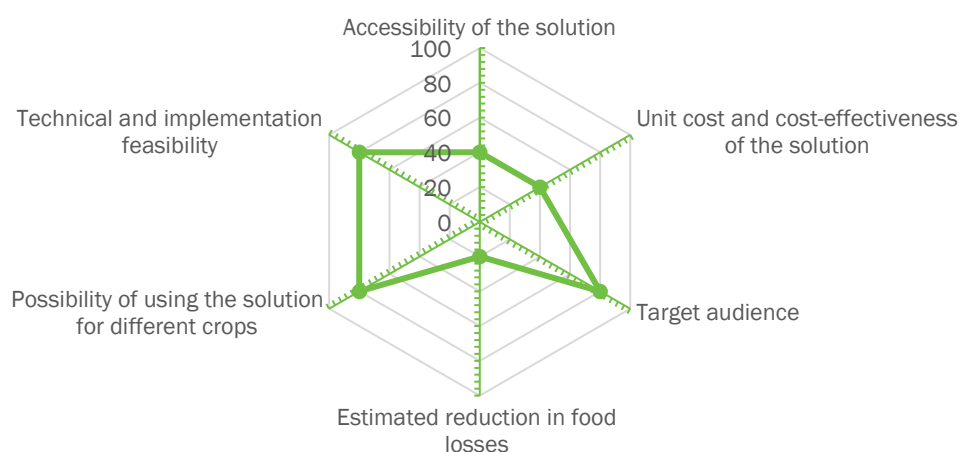 Accessibility of the solution
100
80
60
40
20
0
Technical and implementation
feasibility
Unit cost and cost-effectiveness
of the solution
Possibility of using the solution
for different crops
Target audience
Estimated reduction in food
losses